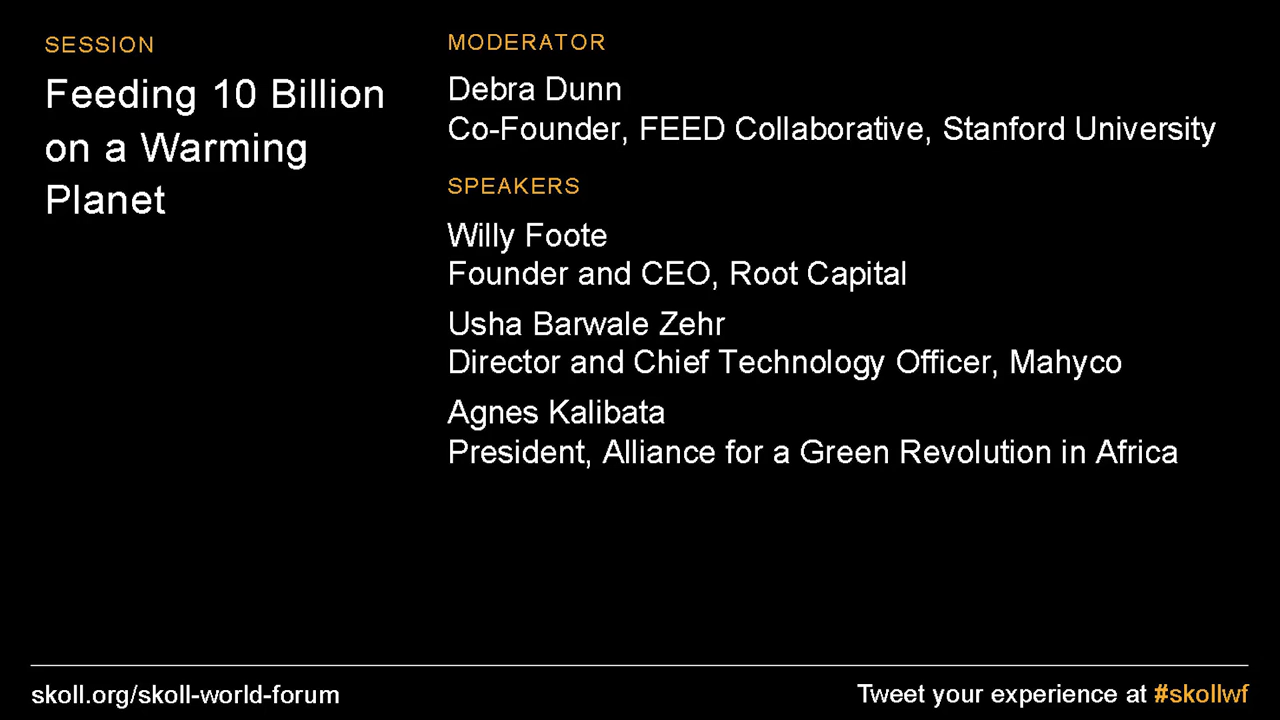 SESSION
Feeding 10 Billion
on a Warming
Planet
MODERATOR
Debra Dunn
Co-Founder, FEED Collaborative, Stanford University
SPEAKERS
Willy Foote
Founder and CEO, Root Capital
Usha Barwale Zehr
Director and Chief Technology Officer, Mahyco
Agnes Kalibata
President, Alliance for a Green Revolution in Africa
skoll.org/skoll-world-forum
Tweet your experience at #skollwf